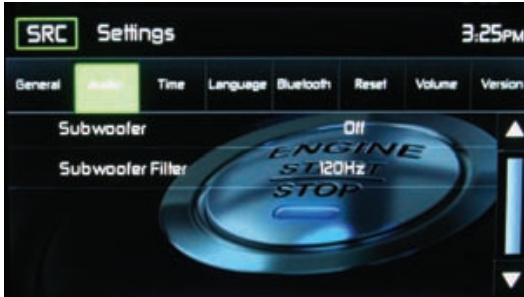 SRC Settings 3:25PM
General Audio Time Language Bluetooth Reset Volume Version
Subwoofer Off
Subwoofer Filter 120Hz
ENGINE
START
STOP